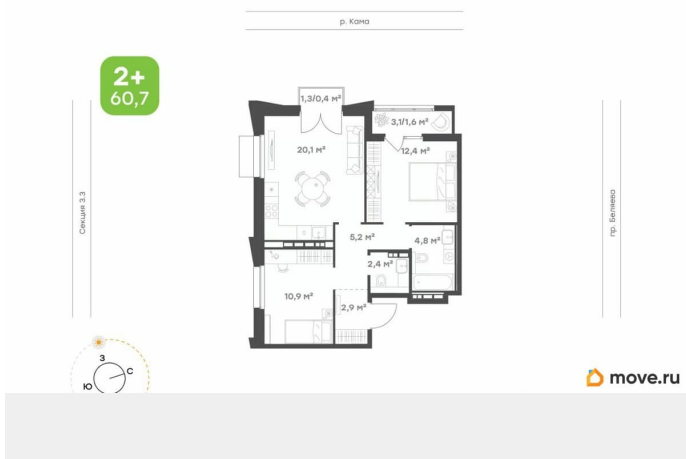 р. Кама
2+
60,7
1,3/0,4 м²
3,1/1,6 м²
20,1 м²
12,4 м²
Секция 3.3
пр. Беляева
5,2 м²
4,8 м²
2,4 м²
10,9 м²
2,9 м²
З
С
Ю
move.ru